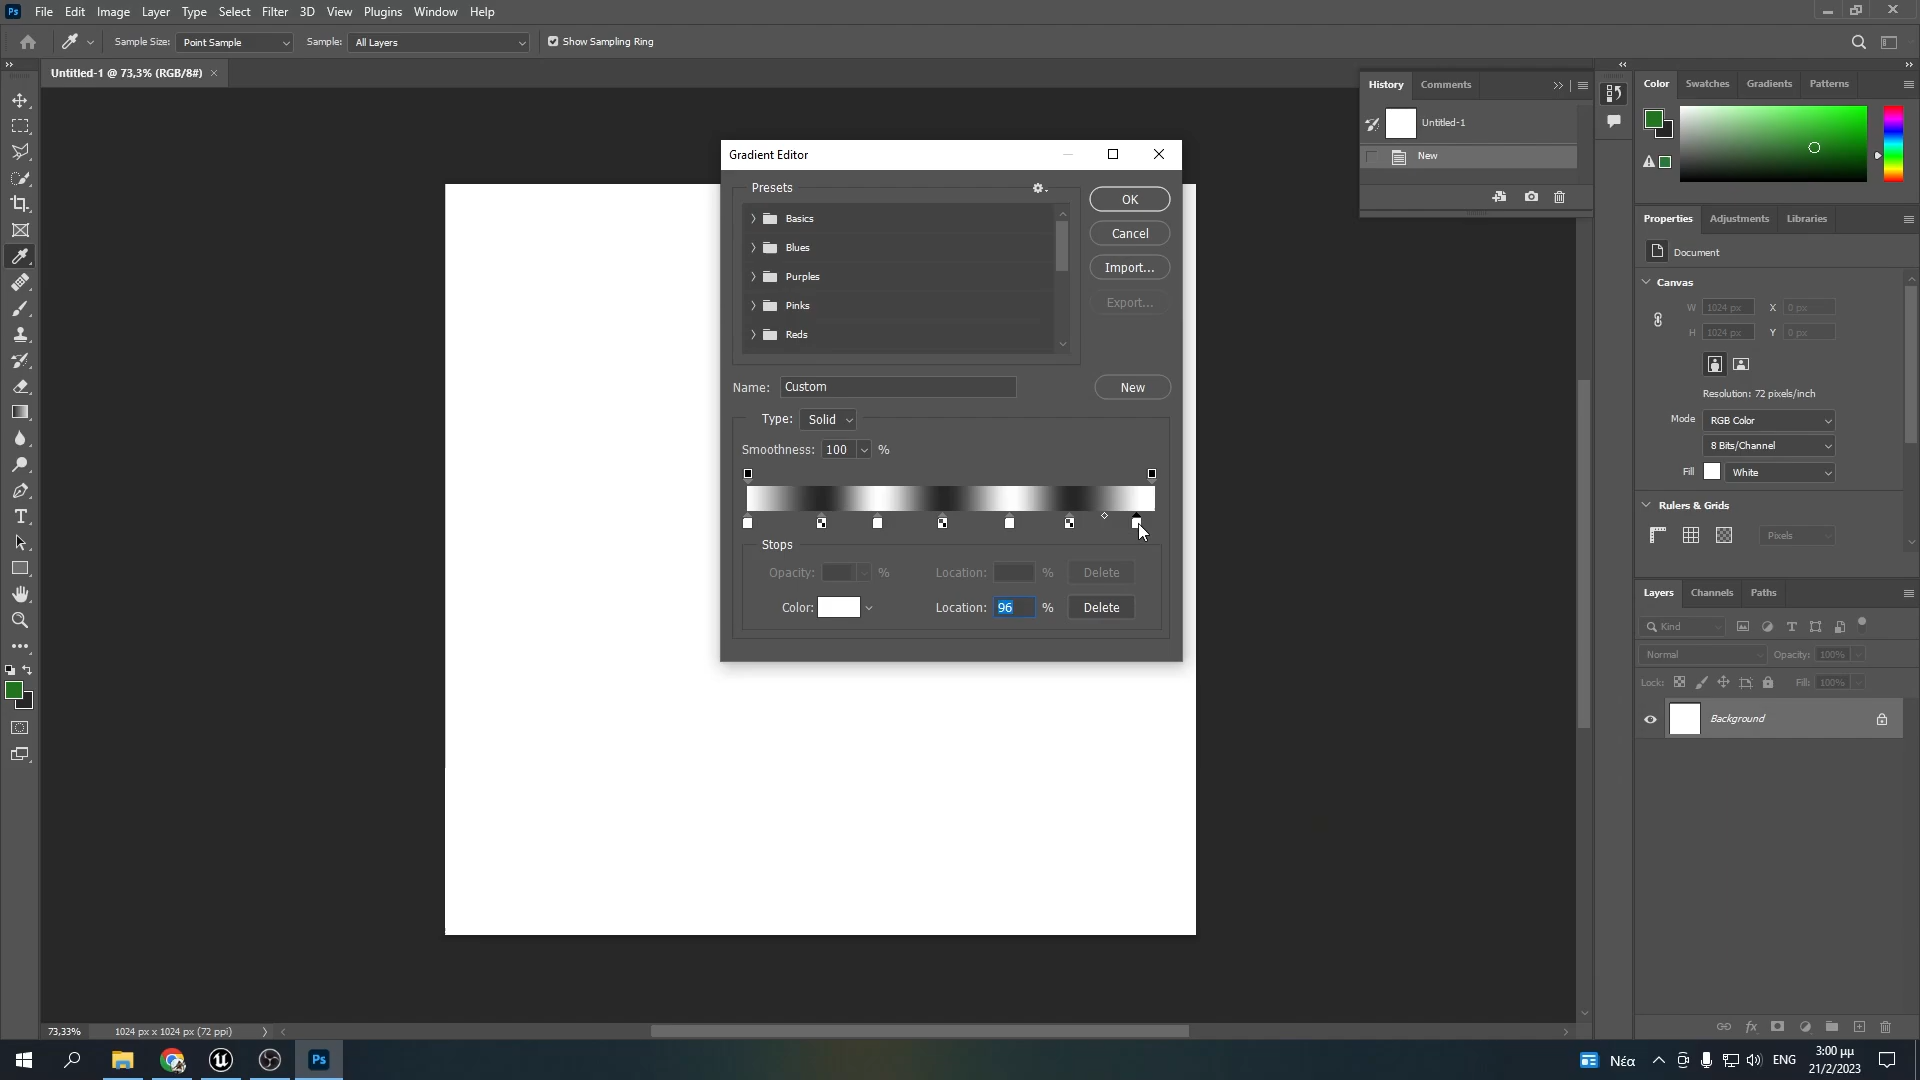 Ps File Edit Image Layer Type Select Filter 3D View Plugins Window Help
Sample Size: Point Sample Sample: All Layers Show Sampling Ring
Untitled-1 @ 73,3% (RGB/8#) ×
History Comments
Untitled-1
New
Color Swatches Gradients Patterns
Properties Adjustments Libraries
Document
Canvas
W 1024 px X 0 px
H 1024 px Y 0 px
Resolution: 72 pixels/inch
Mode RGB Color
8 Bits/Channel
Fill White
Rulers & Grids
Pixels
Layers Channels Paths
Kind
Normal Opacity: 100%
Lock: Fill: 100%
Background
Gradient Editor
Presets
Basics
Blues
Purples
Pinks
Reds
OK
Cancel
Import...
Export...
Name: Custom New
Type: Solid
Smoothness: 100 %
Stops
Opacity: % Location: % Delete
Color: Location: 96 % Delete
73,33% 1024 px x 1024 px (72 ppi)
Ps Νέα ENG 3:00 μμ
21/2/2023